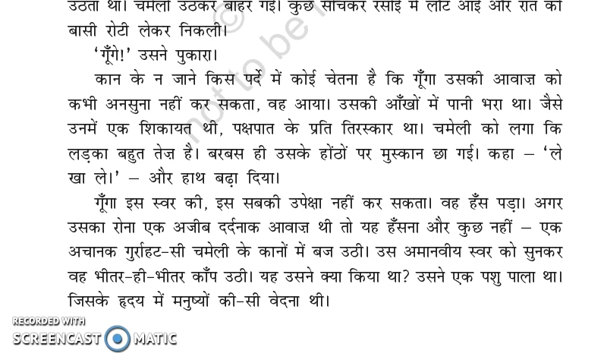 उठता था। चमेली उठकर बाहर गई। कुछ सोचकर रसोई में लौट आई और रात की
बासी रोटी लेकर निकली।
‘गूँगे!’ उसने पुकारा।
कान के न जाने किस पर्दे में कोई चेतना है कि गूँगा उसकी आवाज़ को
कभी अनसुना नहीं कर सकता, वह आया। उसकी आँखों में पानी भरा था। जैसे
उनमें एक शिकायत थी, पक्षपात के प्रति तिरस्कार था। चमेली को लगा कि
लड़का बहुत तेज़ है। बरबस ही उसके होंठों पर मुस्कान छा गई। कहा – ‘ले
खा ले।’ – और हाथ बढ़ा दिया।
गूँगा इस स्वर की, इस सबकी उपेक्षा नहीं कर सकता। वह हँस पड़ा। अगर
उसका रोना एक अजीब दर्दनाक आवाज़ थी तो यह हँसना और कुछ नहीं – एक
अचानक गुर्राहट-सी चमेली के कानों में बज उठी। उस अमानवीय स्वर को सुनकर
वह भीतर-ही-भीतर काँप उठी। यह उसने क्या किया था? उसने एक पशु पाला था।
जिसके हृदय में मनुष्यों की-सी वेदना थी।
not to be r
RECORDED WITH
SCREENCAST MATIC